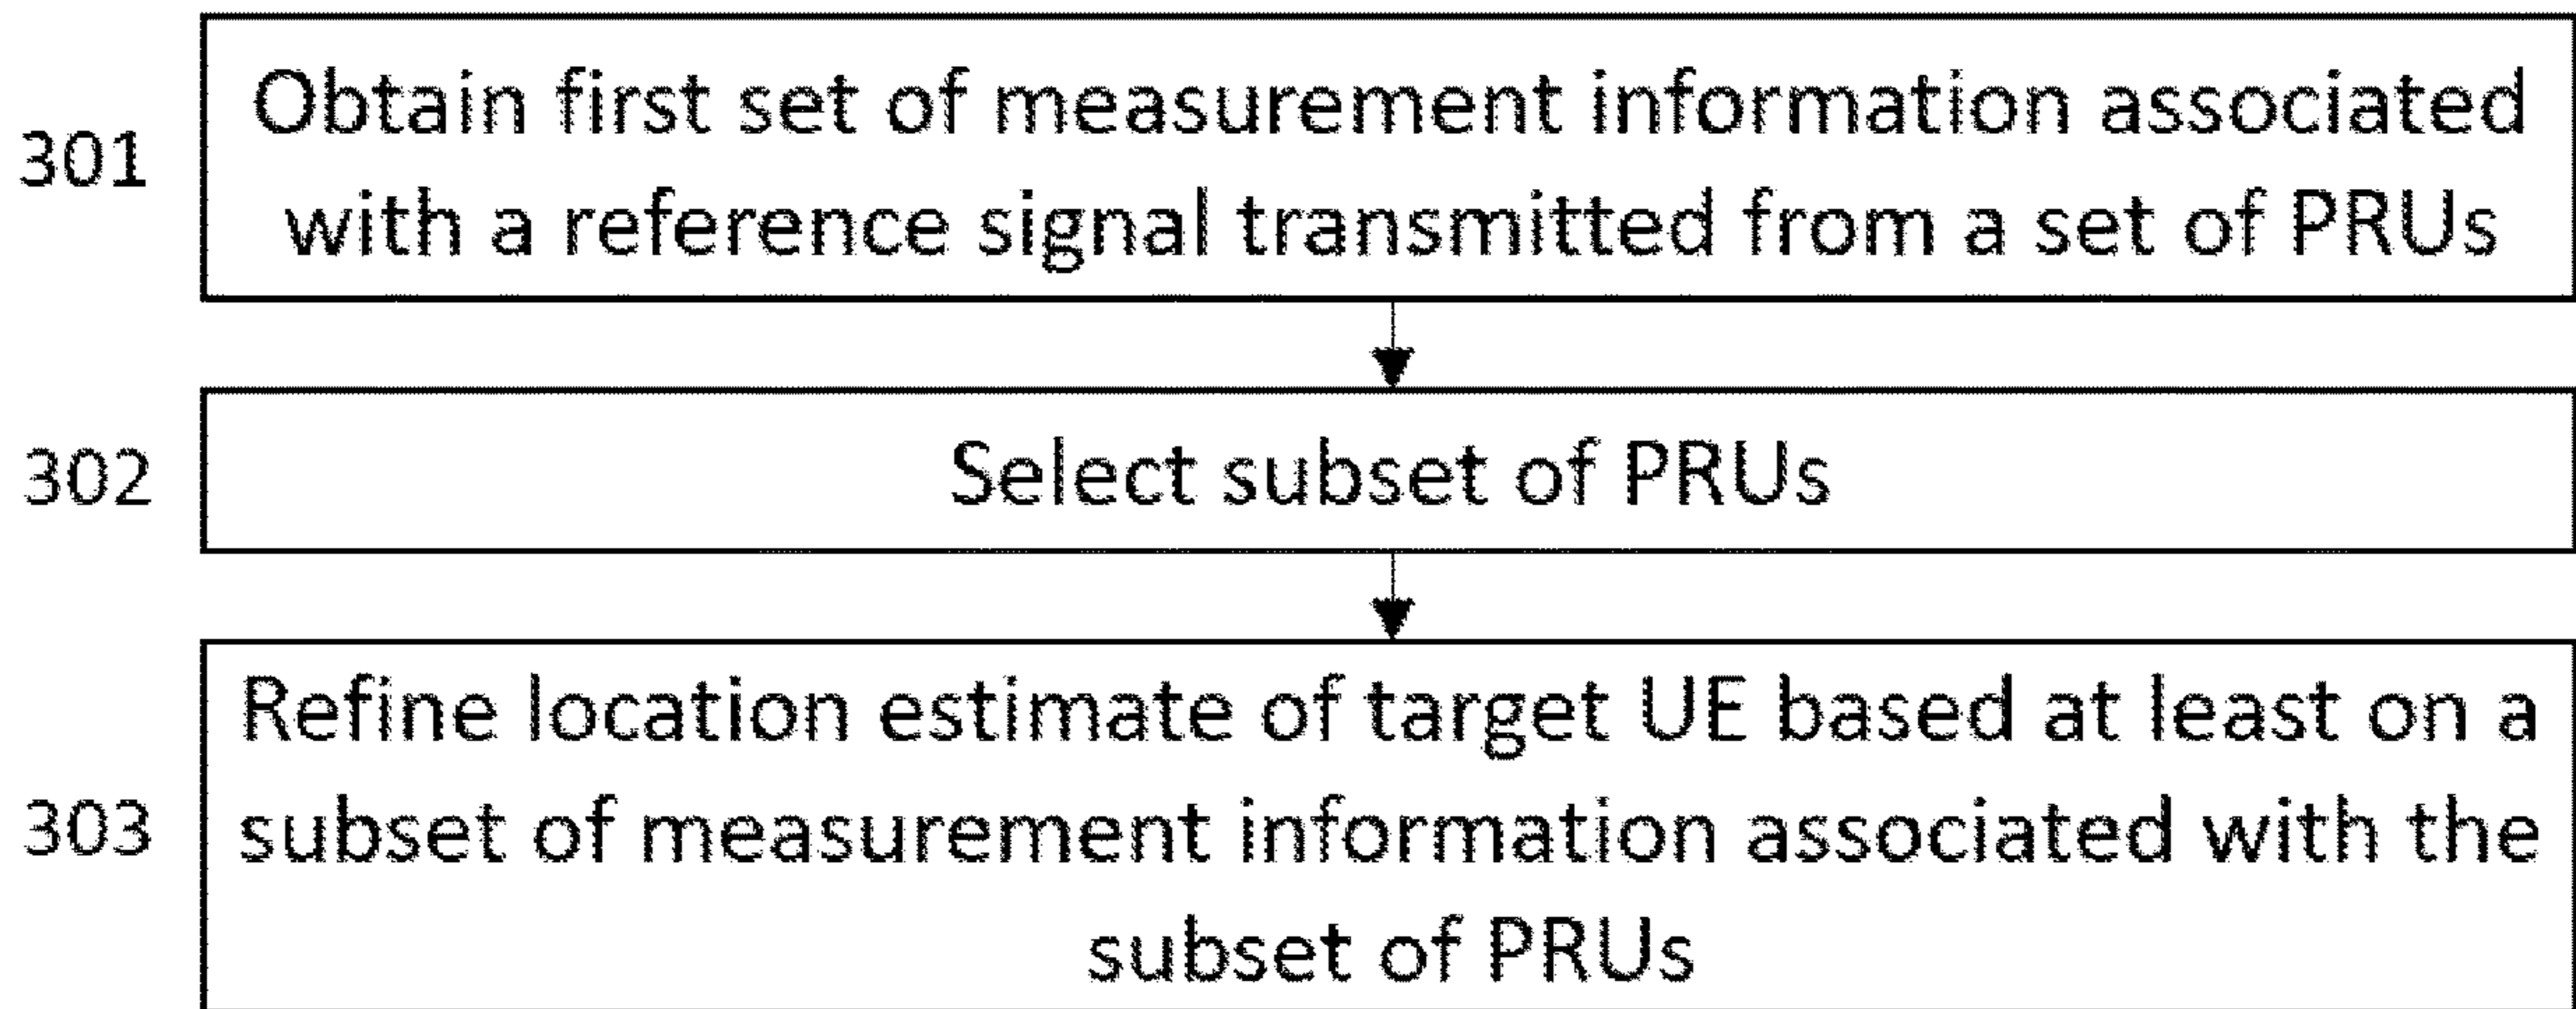 301
Obtain first set of measurement information associated
with a reference signal transmitted from a set of PRUs
302
Select subset of PRUs
303
Refine location estimate of target UE based at least on a
subset of measurement information associated with the
subset of PRUs